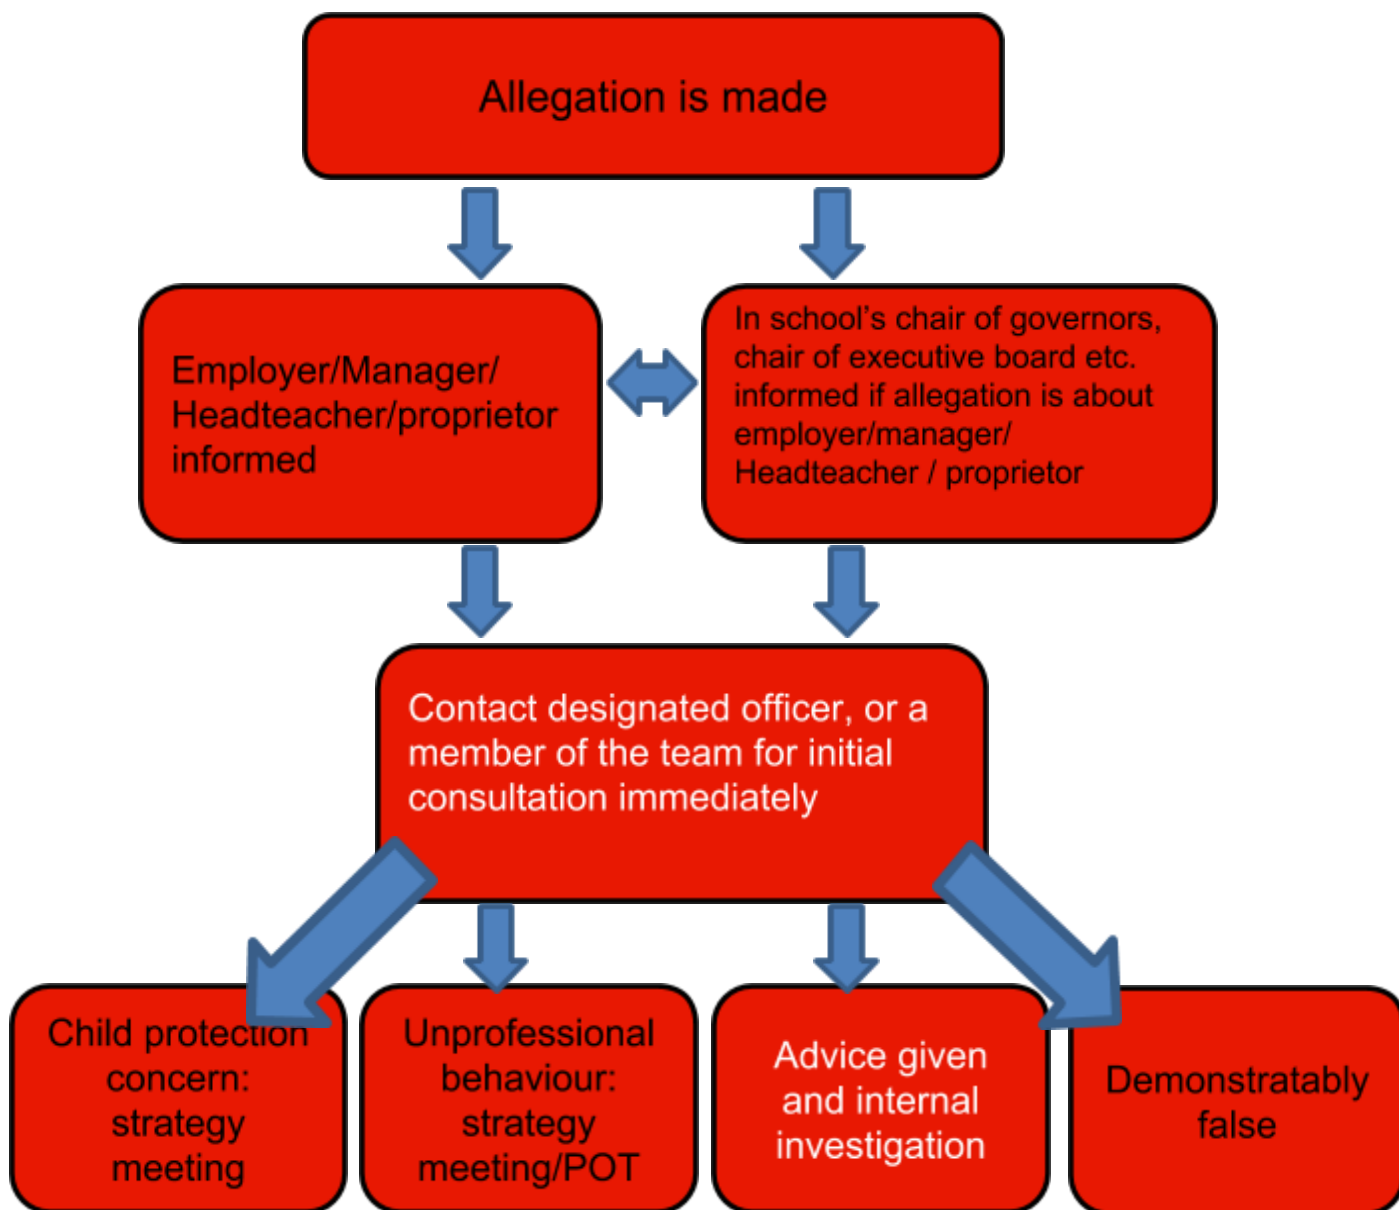 Allegation is made
Employer/Manager/
Headteacher/proprietor
informed
In school’s chair of governors,
chair of executive board etc.
informed if allegation is about
employer/manager/
Headteacher / proprietor
Contact designated officer, or a
member of the team for initial
consultation immediately
Child protection
concern:
strategy
meeting
Unprofessional
behaviour:
strategy
meeting/POT
Advice given
and internal
investigation
Demonstratably
false